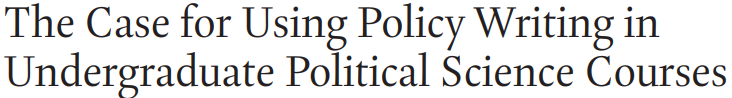 The Case for Using Policy Writing in
Undergraduate Political Science Courses